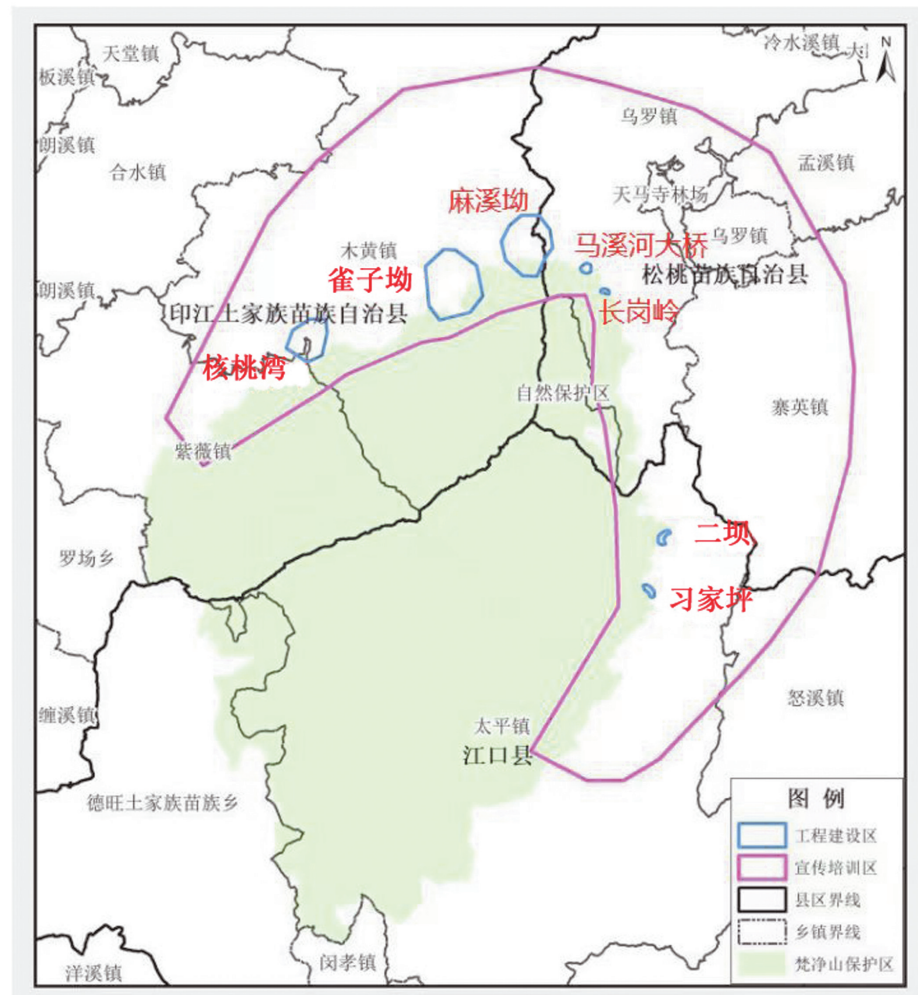 天堂镇
冷水溪镇
N
板溪镇
乌罗镇
朗溪镇
孟溪镇
合水镇
天马寺林场
麻溪坳
乌罗镇
木黄镇
马溪河大桥
雀子坳
松桃苗族自治县
朗溪镇
印江土家族苗族自治县
长岗岭
核桃湾
自然保护区
寨英镇
紫薇镇
二坝
罗场乡
习家坪
缠溪镇
太平镇
怒溪镇
江口县
德旺土家族苗族乡
图例
工程建设区
宣传培训区
县区界线
乡镇界线
梵净山保护区
洋溪镇
闵孝镇